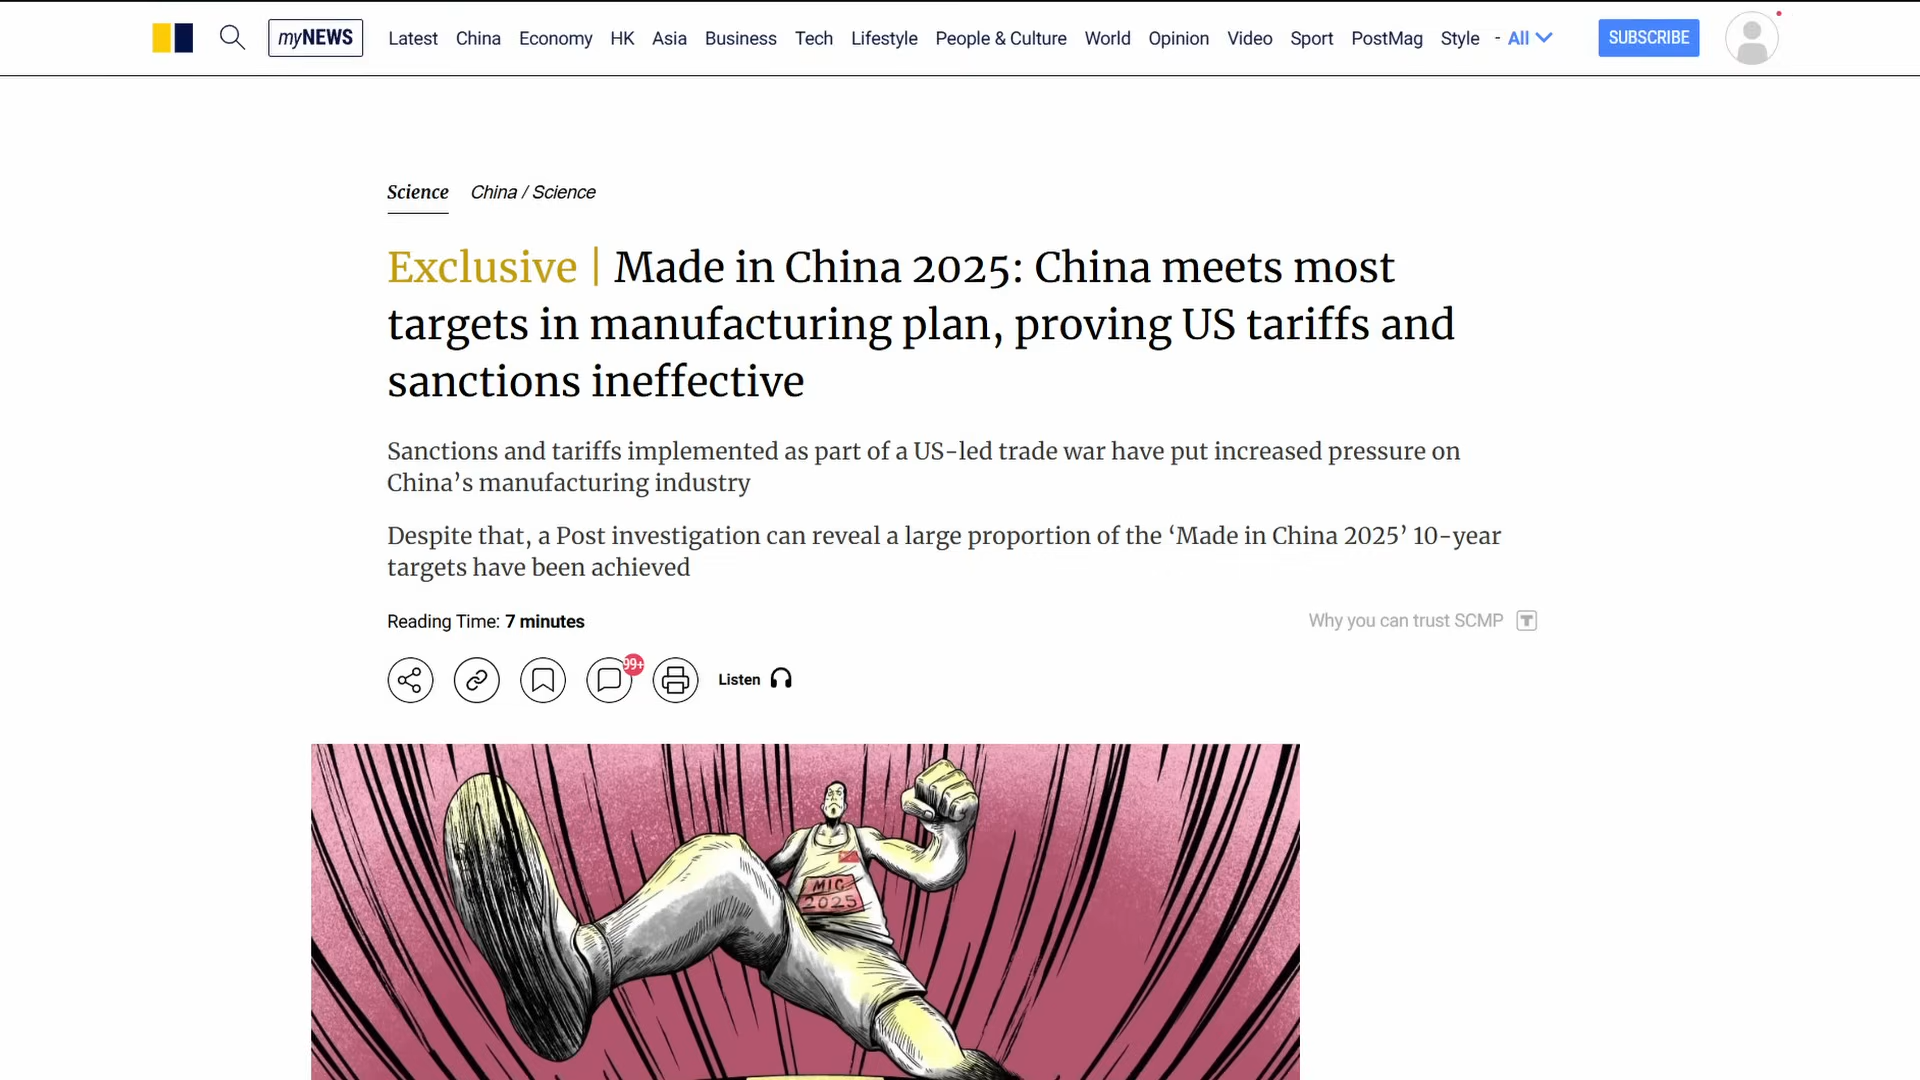 myNEWS Latest China Economy HK Asia Business Tech Lifestyle People & Culture World Opinion Video Sport PostMag Style - All SUBSCRIBE
Science China / Science
Exclusive | Made in China 2025: China meets most
targets in manufacturing plan, proving US tariffs and
sanctions ineffective
Sanctions and tariffs implemented as part of a US-led trade war have put increased pressure on
China’s manufacturing industry
Despite that, a Post investigation can reveal a large proportion of the ‘Made in China 2025’ 10-year
targets have been achieved
Reading Time: 7 minutes
Why you can trust SCMP T
99+
Listen
MIC
2025